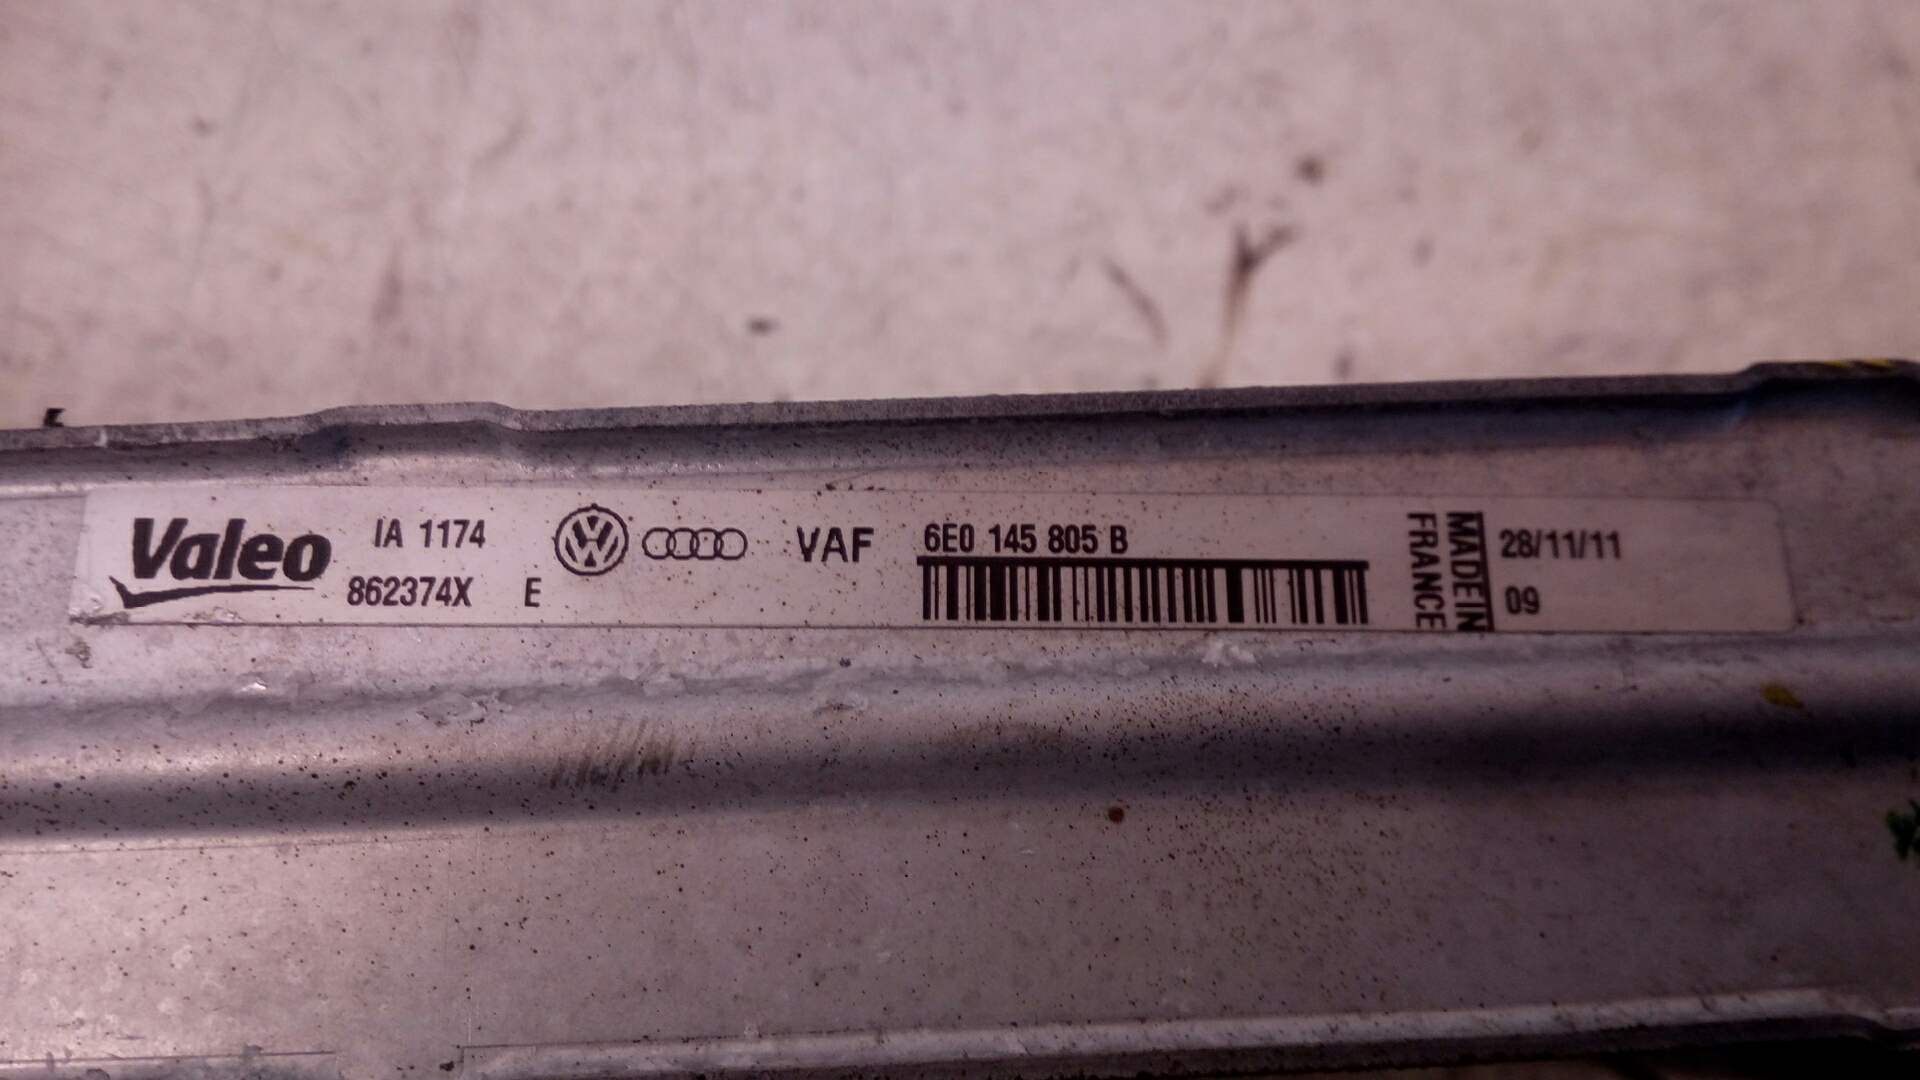 Valeo IA 1174 VAF 6E0 145 805 B MADE IN 28/11/11
862374X E FRANCE 09